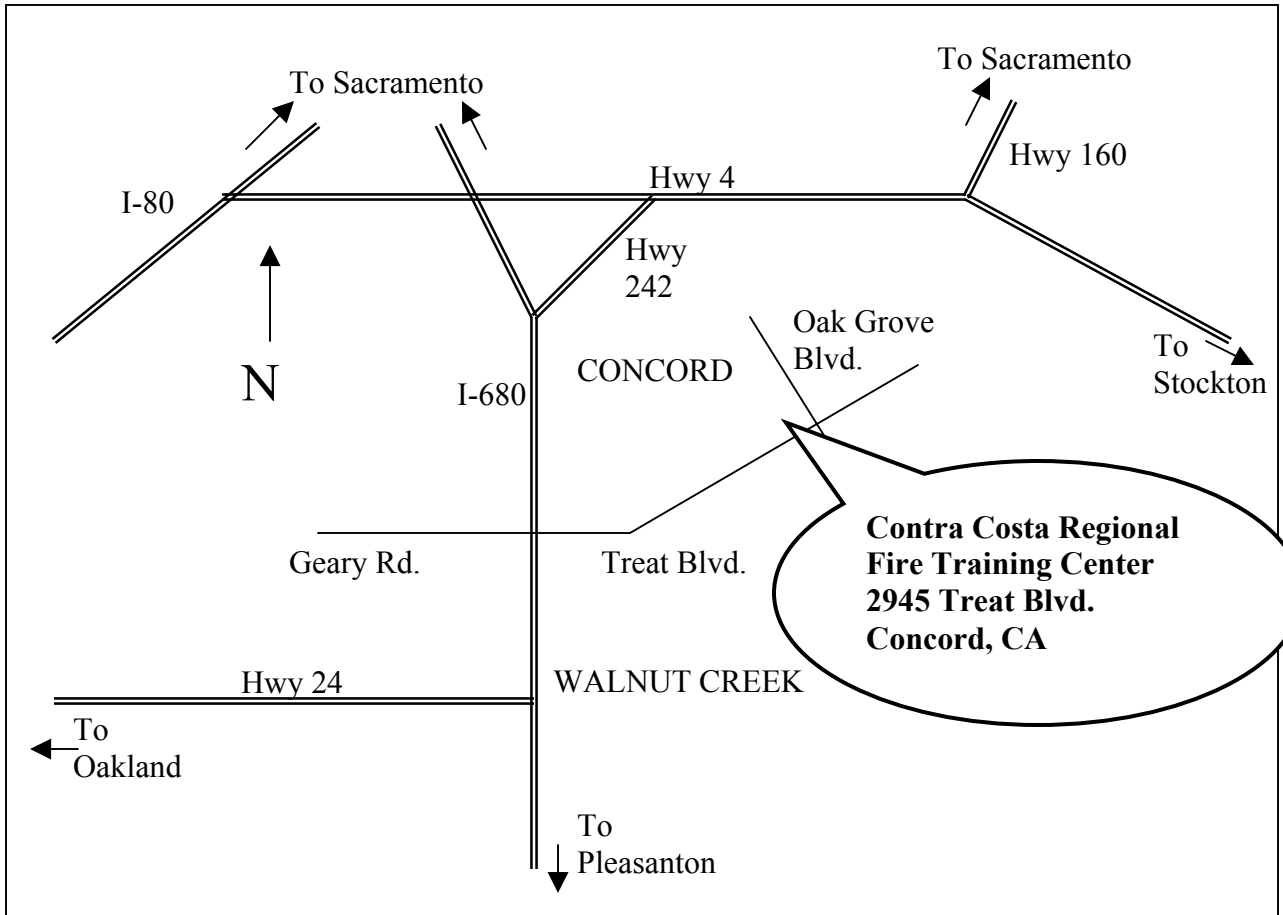 To Sacramento
To Sacramento
Hwy 160
Hwy 4
I-80
Hwy
242
Oak Grove
Blvd.
To
Stockton
N
CONCORD
I-680
Geary Rd.
Treat Blvd.
Contra Costa Regional
Fire Training Center
2945 Treat Blvd.
Concord, CA
Hwy 24
WALNUT CREEK
To
Oakland
To
Pleasanton